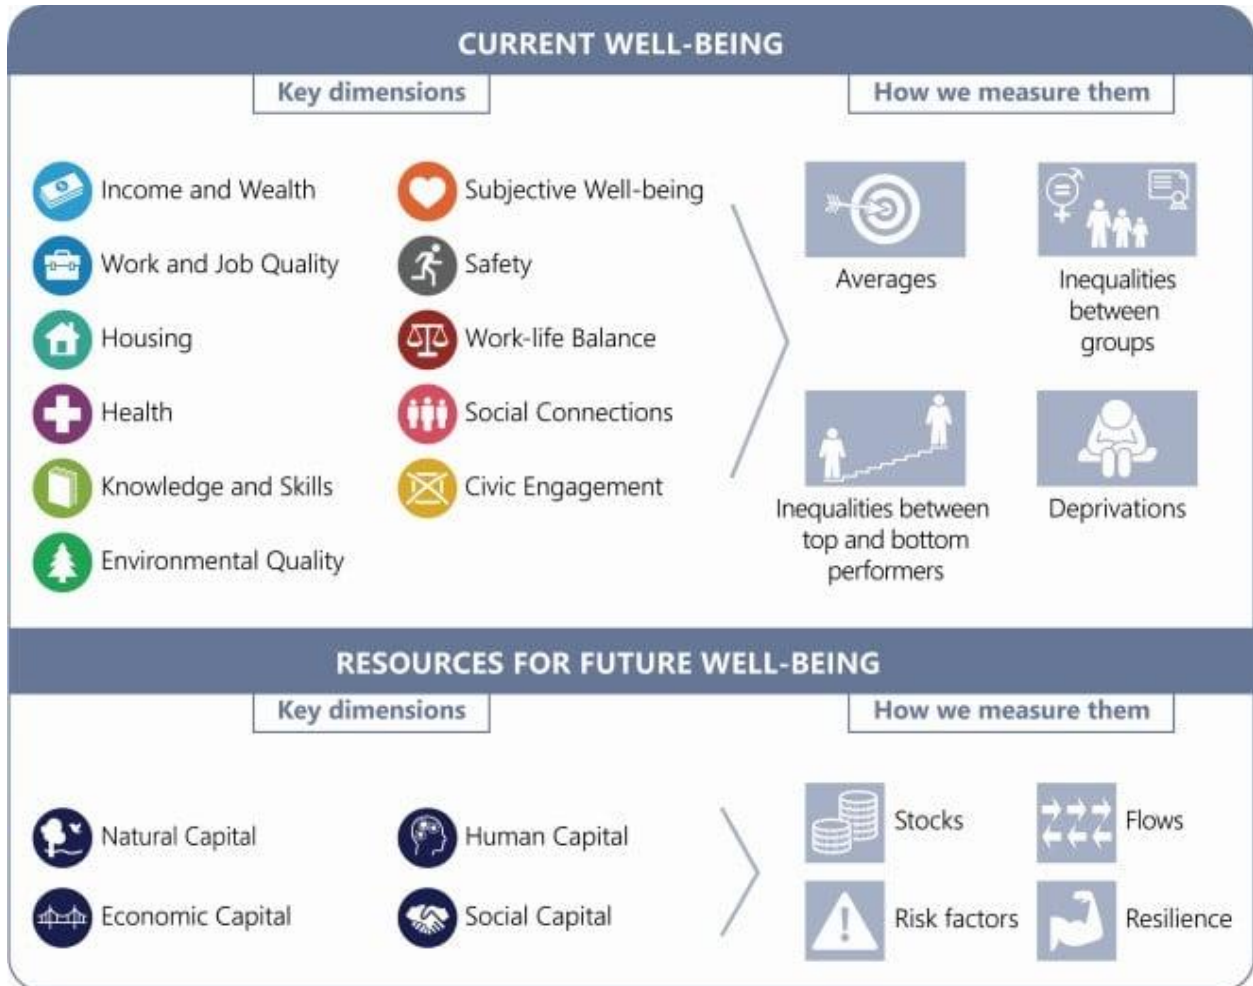 CURRENT WELL-BEING
Key dimensions
How we measure them
Income and Wealth
Work and Job Quality
Housing
Health
Knowledge and Skills
Environmental Quality
Subjective Well-being
Safety
Work-life Balance
Social Connections
Civic Engagement
Averages
Inequalities
between
groups
Inequalities between
top and bottom
performers
Deprivations
RESOURCES FOR FUTURE WELL-BEING
Key dimensions
How we measure them
Natural Capital
Economic Capital
Human Capital
Social Capital
Stocks
Flows
Risk factors
Resilience